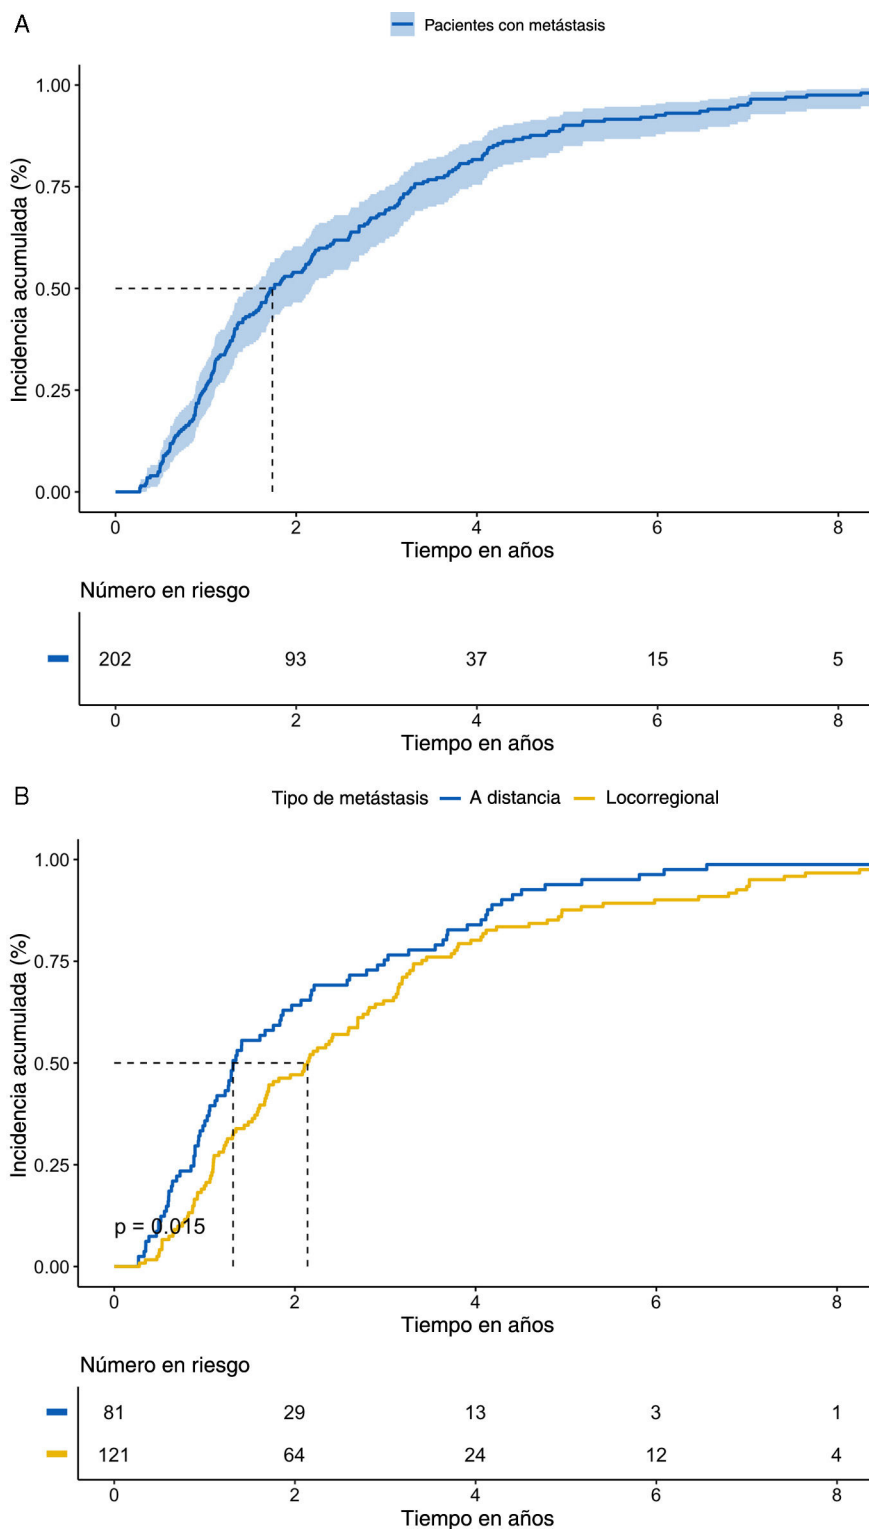 A
Pacientes con metástasis
Incidencia acumulada (%)
1.00
0.75
0.50
0.25
0.00
0 2 4 6 8
Tiempo en años
Número en riesgo
202 93 37 15 5
0 2 4 6 8
Tiempo en años
B
Tipo de metástasis A distancia Locorregional
Incidencia acumulada (%)
1.00
0.75
0.50
0.25
p = 0.015
0.00
0 2 4 6 8
Tiempo en años
Número en riesgo
81 29 13 3 1
121 64 24 12 4
0 2 4 6 8
Tiempo en años